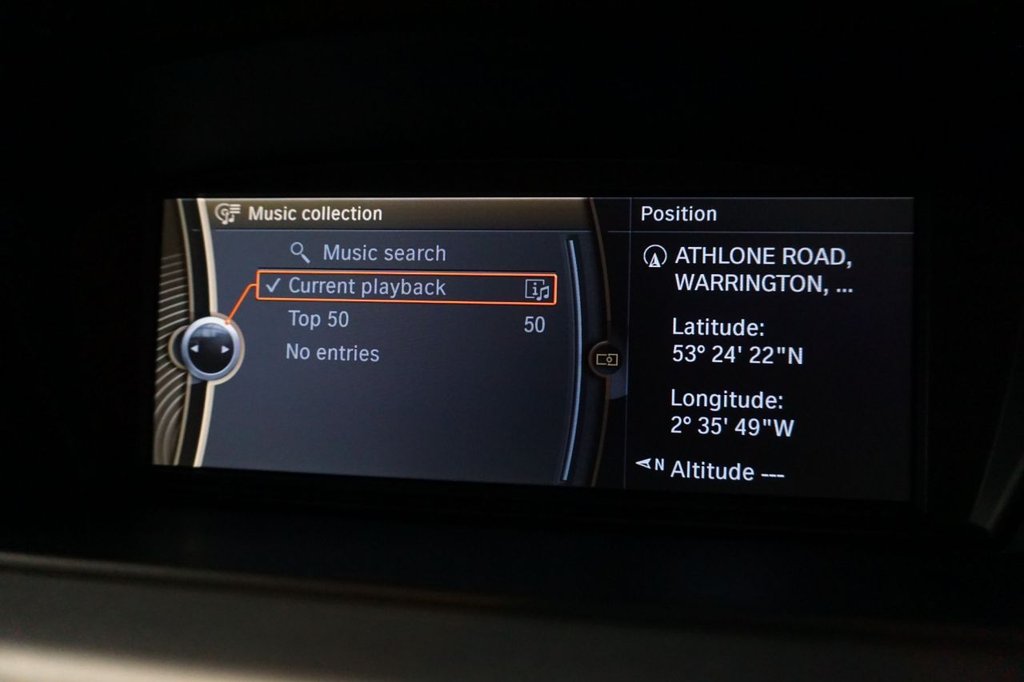 Music collection
Music search
Current playback
Top 50 50
No entries
Position
ATHLONE ROAD,
WARRINGTON, ...
Latitude:
53° 24' 22"N
Longitude:
2° 35' 49"W
N Altitude ---